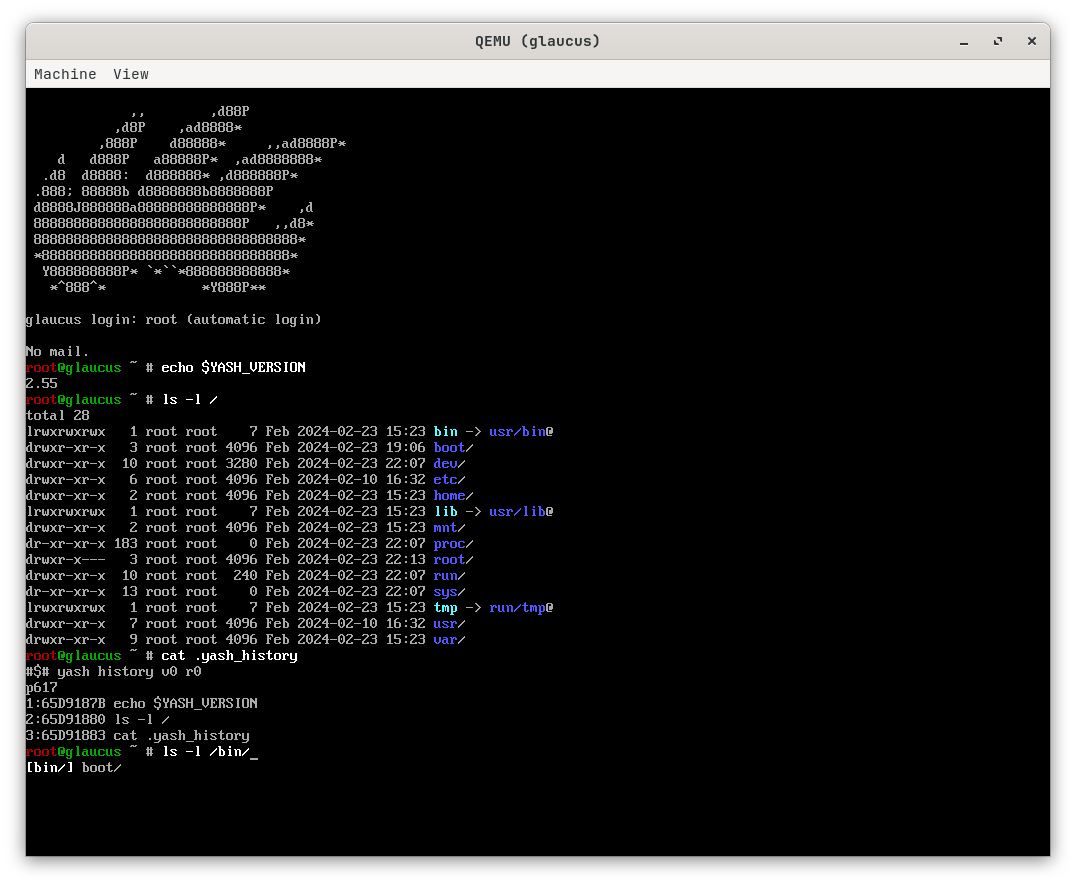 QEMU (glaucus)
Machine View
              ,,        ,d88P
           ,d8P    ,ad8888*
         ,888P    d88888*     ,,ad8888P*
    d   d888P   a88888P*  ,ad8888888*
  .d8  d8888:  d888888* ,d888888P*
 .888; 88888b d8888888b8888888P
 d8888J888888a88888888888888P*    ,d
 88888888888888888888888888P   ,,d8*
 888888888888888888888888888888888*
 *8888888888888888888888888888888*
  Y888888888P* `*``*888888888888*
   *^888^*            *Y888P**
glaucus login: root (automatic login)
No mail.
root@glaucus ~ # echo $YASH_VERSION
2.55
root@glaucus ~ # ls -l /
total 28
lrwxrwxrwx   1 root root    7 Feb 2024-02-23 15:23 bin -> usr/bin@
drwxr-xr-x   3 root root 4096 Feb 2024-02-23 19:06 boot/
drwxr-xr-x  10 root root 3280 Feb 2024-02-23 22:07 dev/
drwxr-xr-x   6 root root 4096 Feb 2024-02-10 16:32 etc/
drwxr-xr-x   2 root root 4096 Feb 2024-02-23 15:23 home/
lrwxrwxrwx   1 root root    7 Feb 2024-02-23 15:23 lib -> usr/lib@
drwxr-xr-x   2 root root 4096 Feb 2024-02-23 15:23 mnt/
dr-xr-xr-x 183 root root    0 Feb 2024-02-23 22:07 proc/
drwxr-x---   3 root root 4096 Feb 2024-02-23 22:13 root/
drwxr-xr-x  10 root root  240 Feb 2024-02-23 22:07 run/
dr-xr-xr-x  13 root root    0 Feb 2024-02-23 22:07 sys/
lrwxrwxrwx   1 root root    7 Feb 2024-02-23 15:23 tmp -> run/tmp@
drwxr-xr-x   7 root root 4096 Feb 2024-02-10 16:32 usr/
drwxr-xr-x   9 root root 4096 Feb 2024-02-23 15:23 var/
root@glaucus ~ # cat .yash_history
#$# yash history v0 r0
p617
1:65D9187B echo $YASH_VERSION
2:65D91880 ls -l /
3:65D91883 cat .yash_history
root@glaucus ~ # ls -l /bin/_
[bin/] boot/